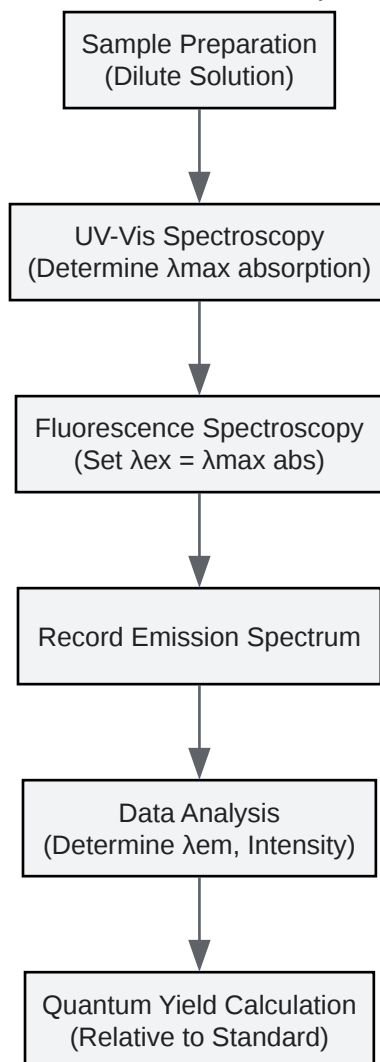 Sample Preparation
(Dilute Solution)
UV-Vis Spectroscopy
(Determine λmax absorption)
Fluorescence Spectroscopy
(Set λex = λmax abs)
Record Emission Spectrum
Data Analysis
(Determine λem, Intensity)
Quantum Yield Calculation
(Relative to Standard)